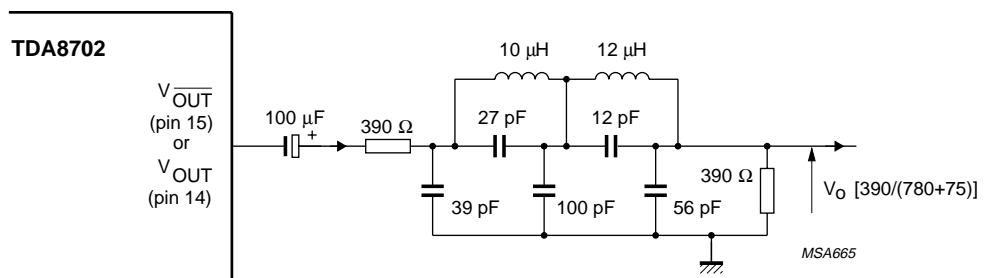 TDA8702
10 µH
12 µH
V OUT
(pin 15)
or
V OUT
(pin 14)
100 µF
+
390 Ω
27 pF
12 pF
390 Ω
39 pF
100 pF
56 pF
VO [390/(780+75)]
MSA665